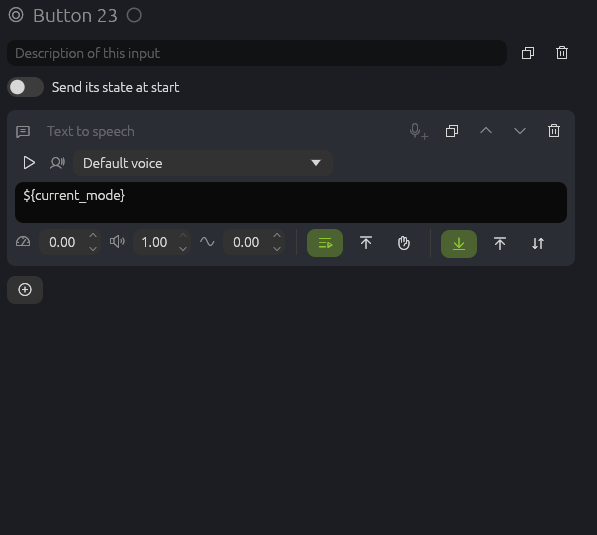 Button 23
Description of this input
Send its state at start
Text to speech
Default voice
${current_mode}
0.00 1.00 0.00